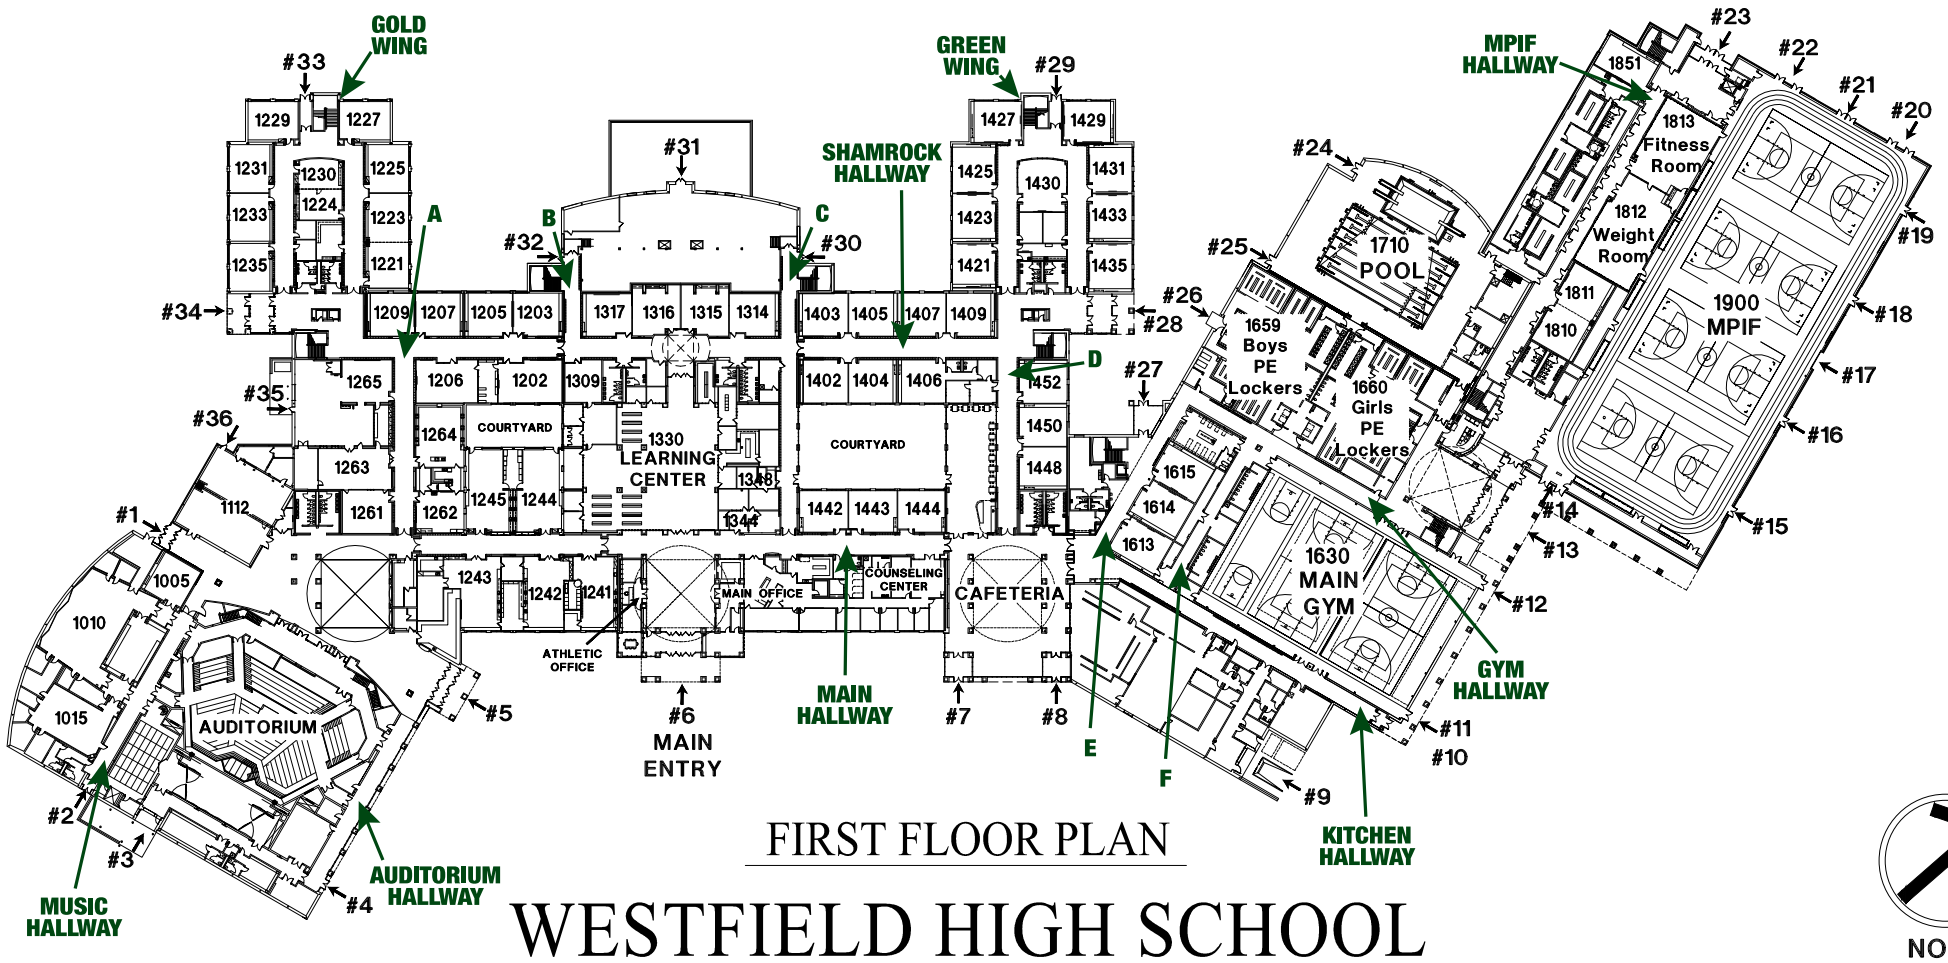 GOLD
WING
#33
1229
1227
1231
1230
1225
1224
1233
1223
1235
1221
#34
1209
1207
1205
1203
A
B
#32
#31
C
#30
SHAMROCK
HALLWAY
GREEN
WING
#29
1427
1429
1425
1430
1431
1423
1433
1421
1435
#28
1317
1316
1315
1314
1403
1405
1407
1409
1265
1206
1202
1309
1402
1404
1406
1452
D
#27
#35
#36
1264
COURTYARD
1330
LEARNING
CENTER
COURTYARD
1450
1263
1448
1348
1245
1244
1261
1262
1344
1442
1443
1444
1112
#1
1005
1010
1015
AUDITORIUM
#2
#3
#4
#5
MUSIC
HALLWAY
AUDITORIUM
HALLWAY
1243
1242
1241
ATHLETIC
OFFICE
MAIN OFFICE
COUNSELING
CENTER
CAFETERIA
#6
MAIN
ENTRY
MAIN
HALLWAY
#7
#8
E
F
#9
KITCHEN
HALLWAY
#10
#11
#12
GYM
HALLWAY
#13
#14
1615
1614
1613
1630
MAIN
GYM
1659
Boys
PE
Lockers
1660
Girls
PE
Lockers
#26
#25
#24
1710
POOL
MPIF
HALLWAY
1851
#23
#22
#21
#20
1813
Fitness
Room
1812
Weight
Room
1811
1810
1900
MPIF
#19
#18
#17
#16
#15
FIRST FLOOR PLAN
WESTFIELD HIGH SCHOOL
NO